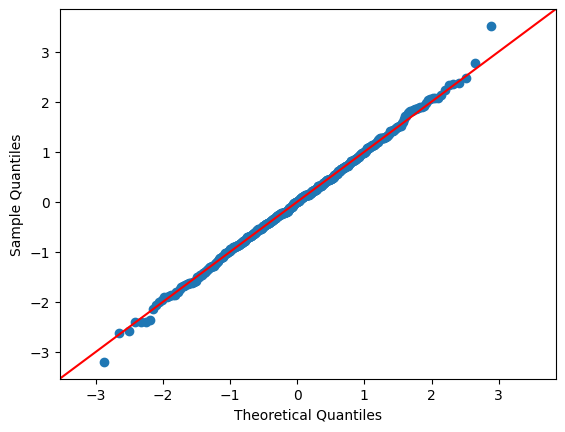 3
2
1
0
−1
−2
−3
Sample Quantiles
−3 −2 −1 0 1 2 3
Theoretical Quantiles